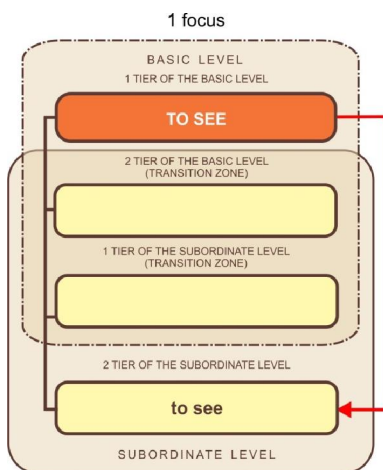 1 focus
BASIC LEVEL
1 TIER OF THE BASIC LEVEL
TO SEE
2 TIER OF THE BASIC LEVEL
(TRANSITION ZONE)
1 TIER OF THE SUBORDINATE LEVEL
(TRANSITION ZONE)
2 TIER OF THE SUBORDINATE LEVEL
to see
SUBORDINATE LEVEL